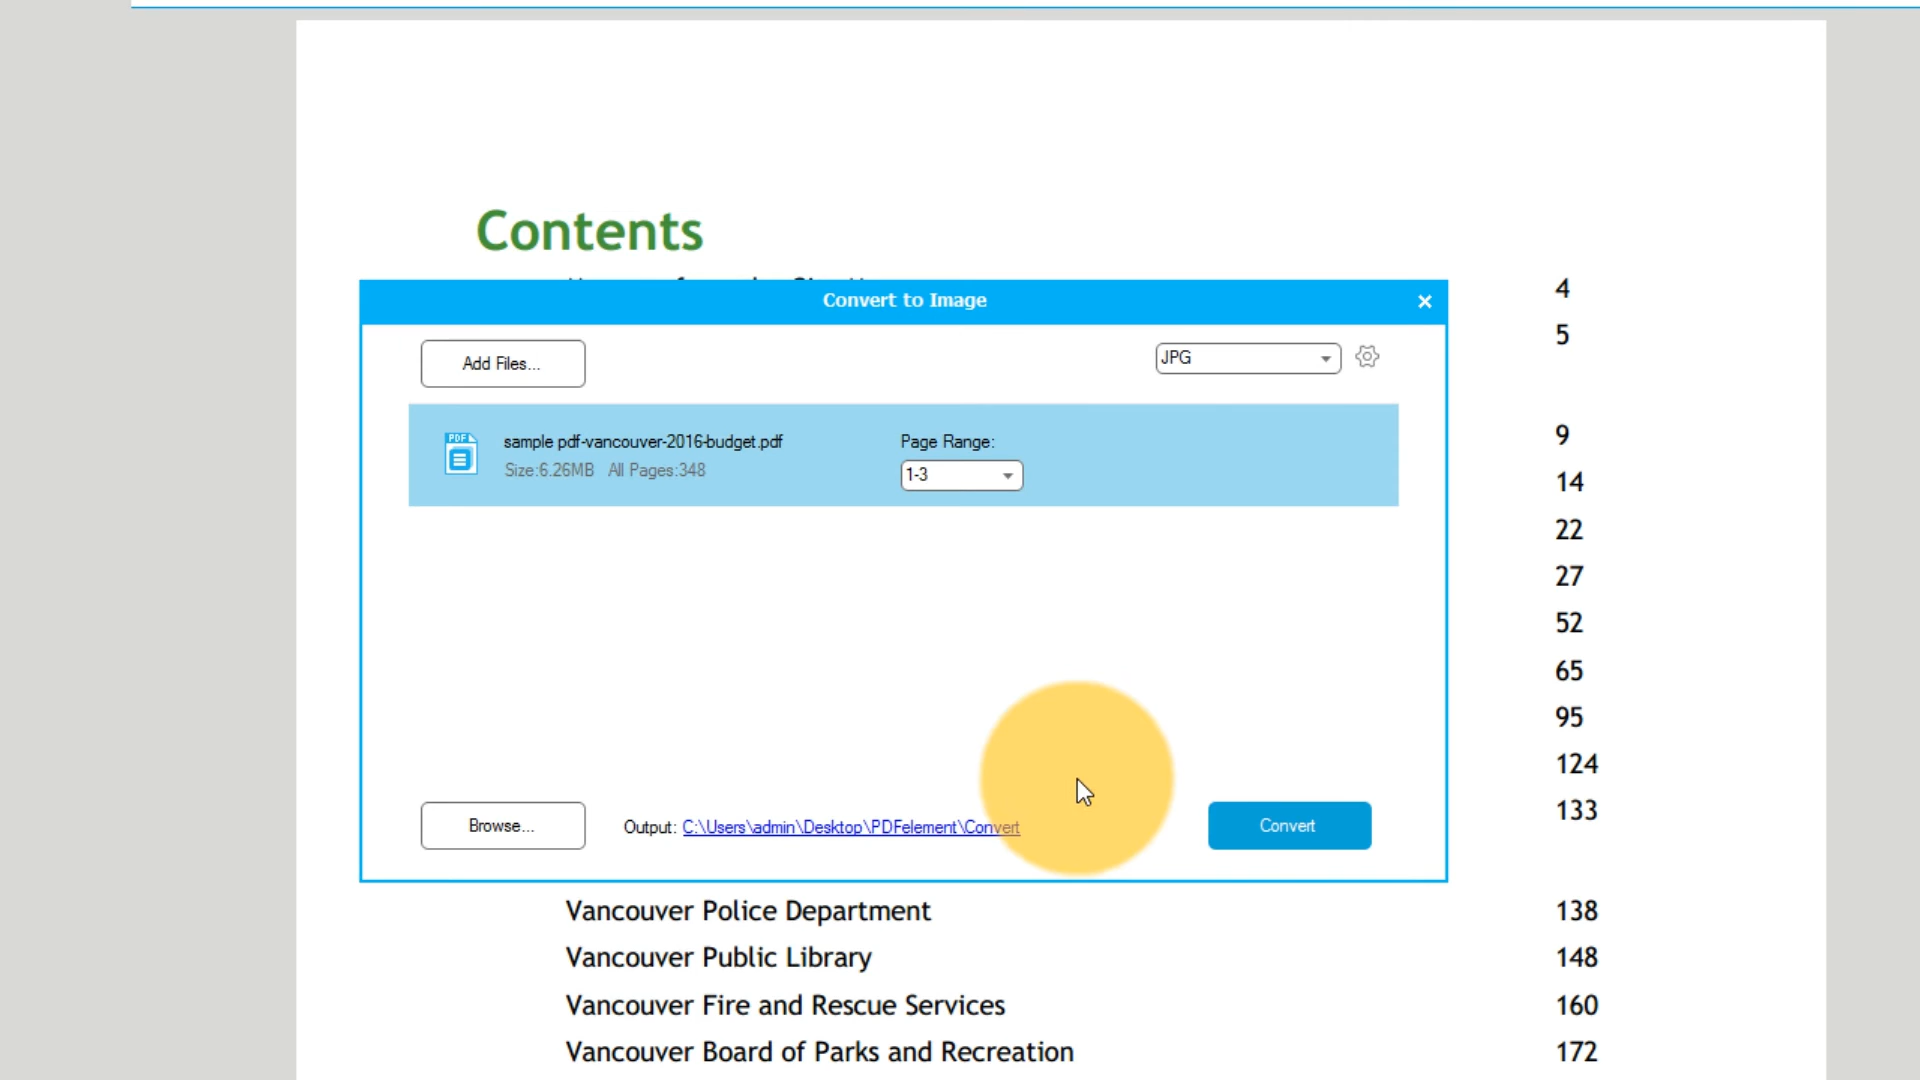 Contents
4
Convert to Image
5
Add Files...
JPG
PDF
sample pdf-vancouver-2016-budget.pdf
Size:6.26MB All Pages:348
Page Range:
1-3
9
14
22
27
52
65
95
124
133
Browse...
Output: C:\Users\admin\Desktop\PDFelement\Convert
Convert
Vancouver Police Department 138
Vancouver Public Library 148
Vancouver Fire and Rescue Services 160
Vancouver Board of Parks and Recreation 172